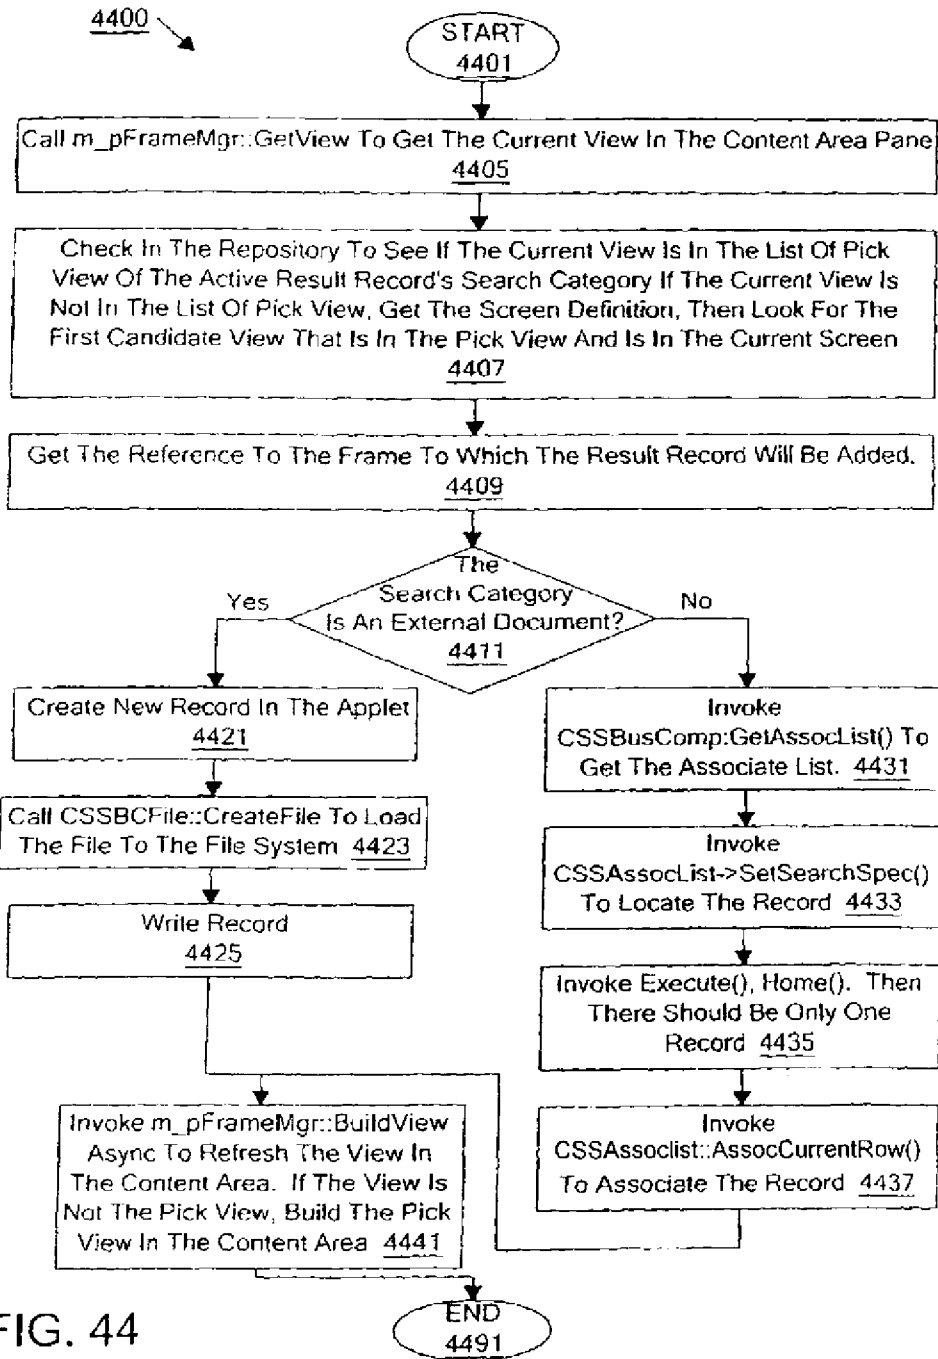 4400
START
4401
Call m_pFrameMgr::GetView To Get The Current View In The Content Area Pane
4405
Check In The Repository To See If The Current View Is In The List Of Pick
View Of The Active Result Record's Search Category If The Current View Is
Not In The List Of Pick View, Get The Screen Definition, Then Look For The
First Candidate View That Is In The Pick View And Is In The Current Screen
4407
Get The Reference To The Frame To Which The Result Record Will Be Added.
4409
The
Search Category
Is An External Document?
4411
Yes
No
Create New Record In The Applet
4421
Call CSSBCFile::CreateFile To Load
The File To The File System 4423
Write Record
4425
Invoke
CSSBusComp:GetAssocList() To
Get The Associate List. 4431
Invoke
CSSAssocList->SetSearchSpec()
To Locate The Record 4433
Invoke Execute(), Home(). Then
There Should Be Only One
Record 4435
Invoke
CSSAssoclist::AssocCurrentRow()
To Associate The Record 4437
Invoke m_pFrameMgr::BuildView
Async To Refresh The View In
The Content Area. If The View Is
Not The Pick View, Build The Pick
View In The Content Area 4441
END
4491
FIG. 44